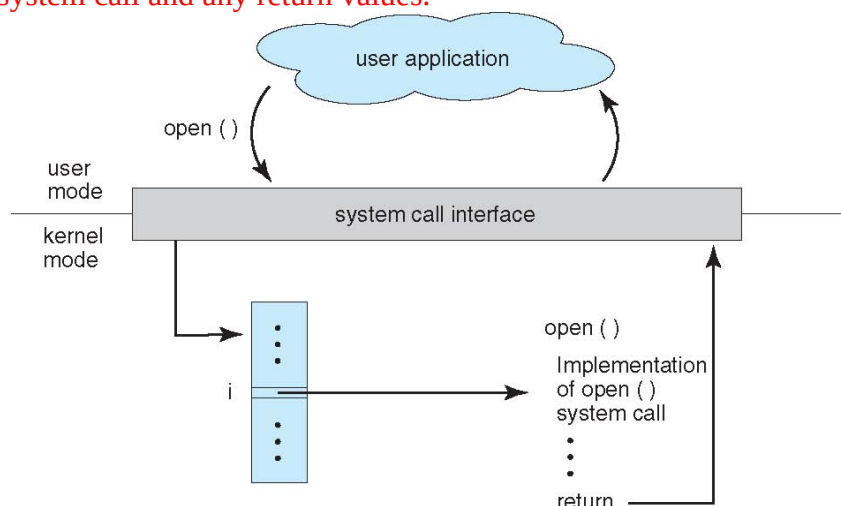 system call and any return values.
user application
open ( )
user
mode
system call interface
kernel
mode
open ( )
Implementation
of open ( )
system call
i
return